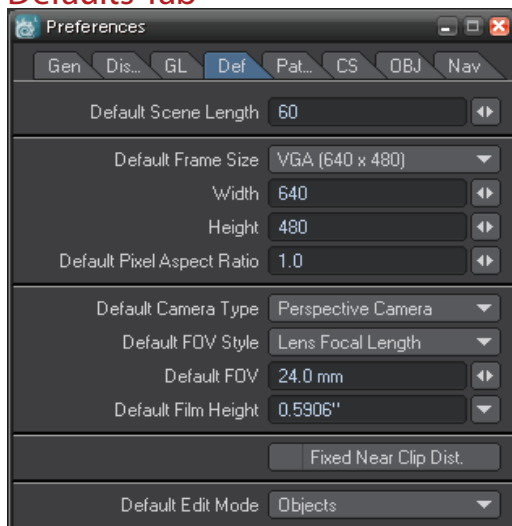 Defaults Tab
Preferences
Gen Dis... GL Def Pat... CS OBJ Nav
Default Scene Length 60
Default Frame Size VGA (640 x 480)
Width 640
Height 480
Default Pixel Aspect Ratio 1.0
Default Camera Type Perspective Camera
Default FOV Style Lens Focal Length
Default FOV 24.0 mm
Default Film Height 0.5906"
Fixed Near Clip Dist.
Default Edit Mode Objects